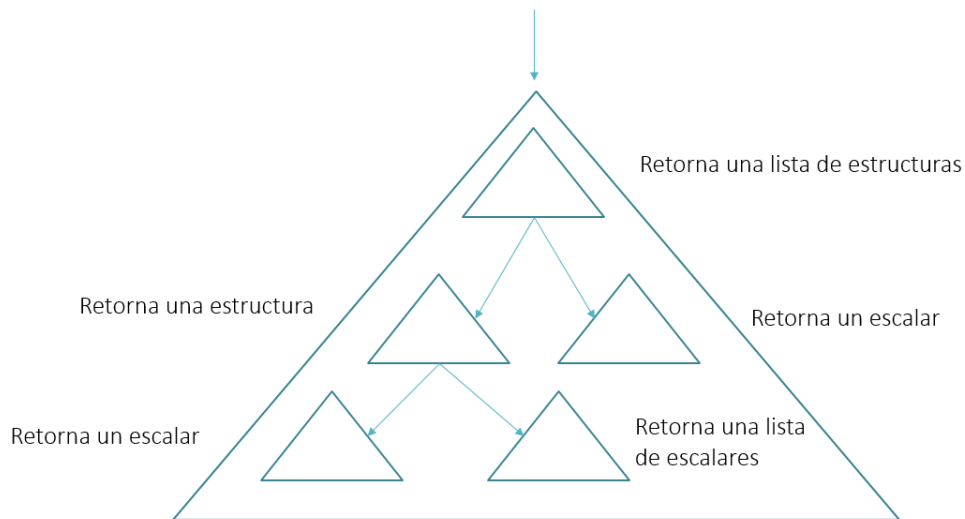 Retorna una lista de estructuras
Retorna una estructura
Retorna un escalar
Retorna un escalar
Retorna una lista
de escalares